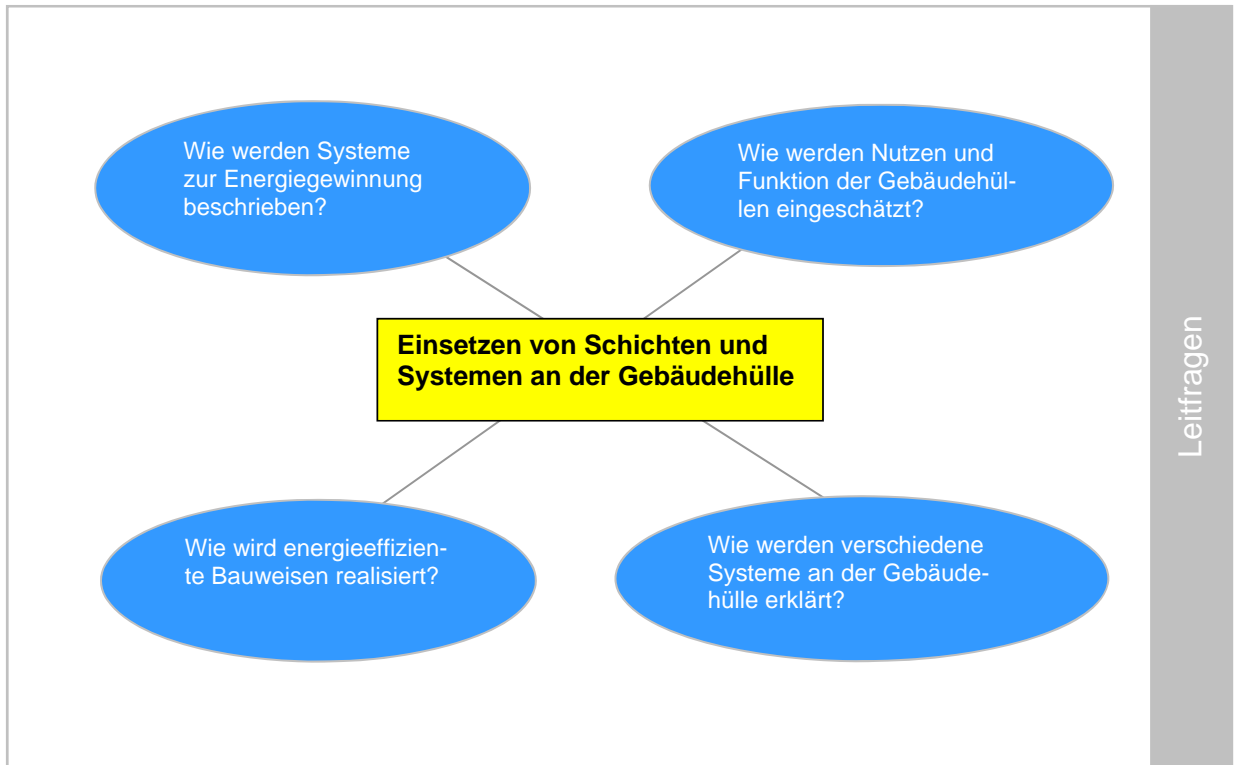 Wie werden Systeme
zur Energiegewinnung
beschrieben?
Wie werden Nutzen und
Funktion der Gebäudehül-
len eingeschätzt?
Einsetzen von Schichten und
Systemen an der Gebäudehülle
Wie wird energieeffizien-
te Bauweisen realisiert?
Wie werden verschiedene
Systeme an der Gebäude-
hülle erklärt?
Leitfragen